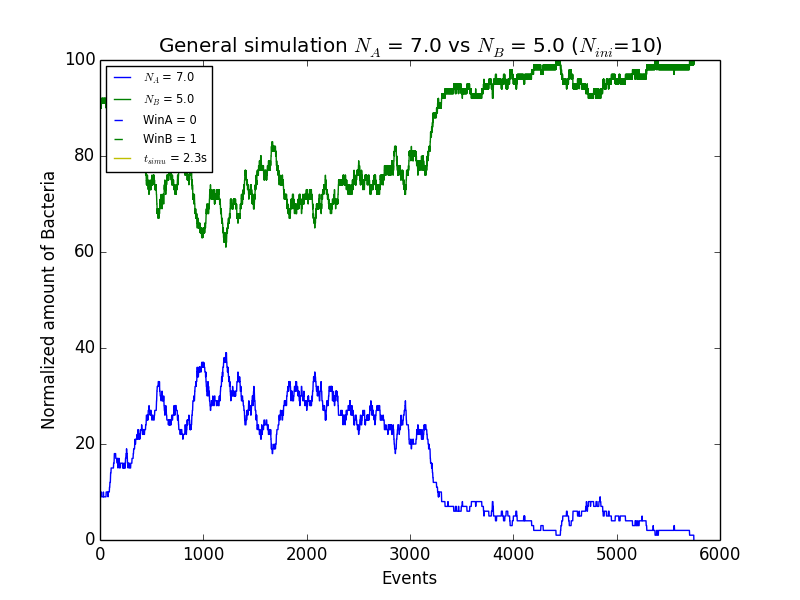 General simulation N_A = 7.0 vs N_B = 5.0 (N_ini=10)
100
80
60
40
20
0
Normalized amount of Bacteria
N_A = 7.0
N_B = 5.0
WinA = 0
WinB = 1
t_simu = 2.3s
0 1000 2000 3000 4000 5000 6000
Events